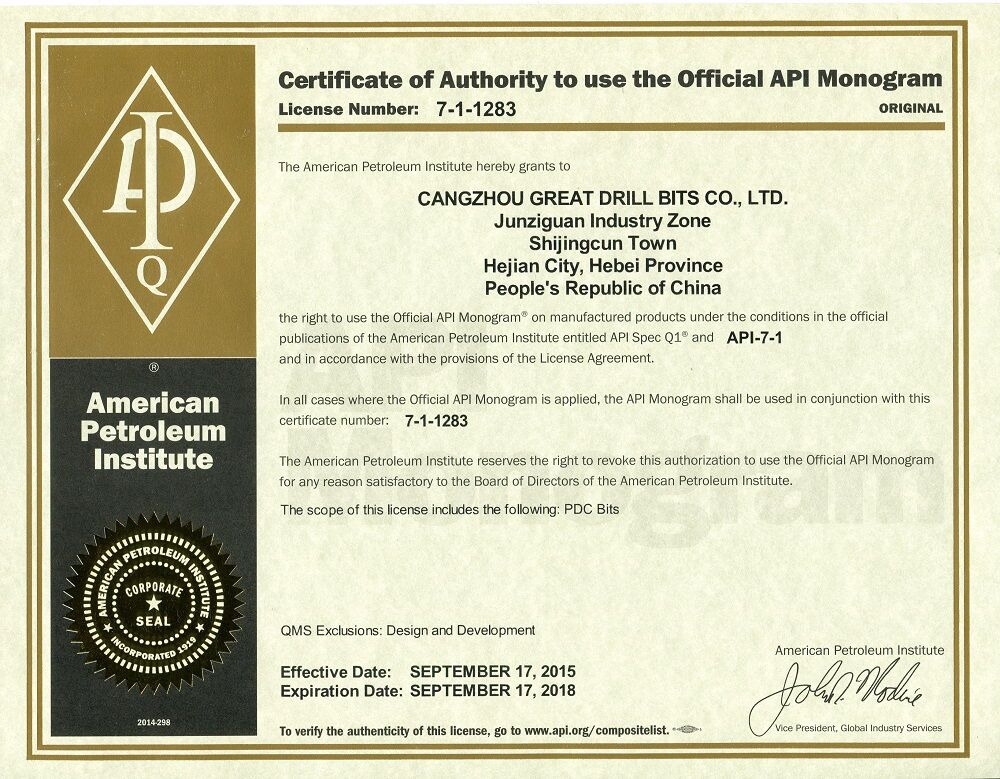 Certificate of Authority to use the Official API Monogram
License Number: 7-1-1283
ORIGINAL
The American Petroleum Institute hereby grants to
CANGZHOU GREAT DRILL BITS CO., LTD.
Junziguan Industry Zone
Shijingcun Town
Hejian City, Hebei Province
People's Republic of China
the right to use the Official API Monogram® on manufactured products under the conditions in the official
publications of the American Petroleum Institute entitled API Spec Q1® and API-7-1
and in accordance with the provisions of the License Agreement.
In all cases where the Official API Monogram is applied, the API Monogram shall be used in conjunction with this
certificate number: 7-1-1283
The American Petroleum Institute reserves the right to revoke this authorization to use the Official API Monogram
for any reason satisfactory to the Board of Directors of the American Petroleum Institute.
The scope of this license includes the following: PDC Bits
QMS Exclusions: Design and Development
Effective Date: SEPTEMBER 17, 2015
Expiration Date: SEPTEMBER 17, 2018
To verify the authenticity of this license, go to www.api.org/compositelist.
American Petroleum Institute
Vice President, Global Industry Services
API
Q
®
American
Petroleum
Institute
AMERICAN PETROLEUM INSTITUTE
CORPORATE
SEAL
INCORPORATED 1919
2014-298
API
Monogram